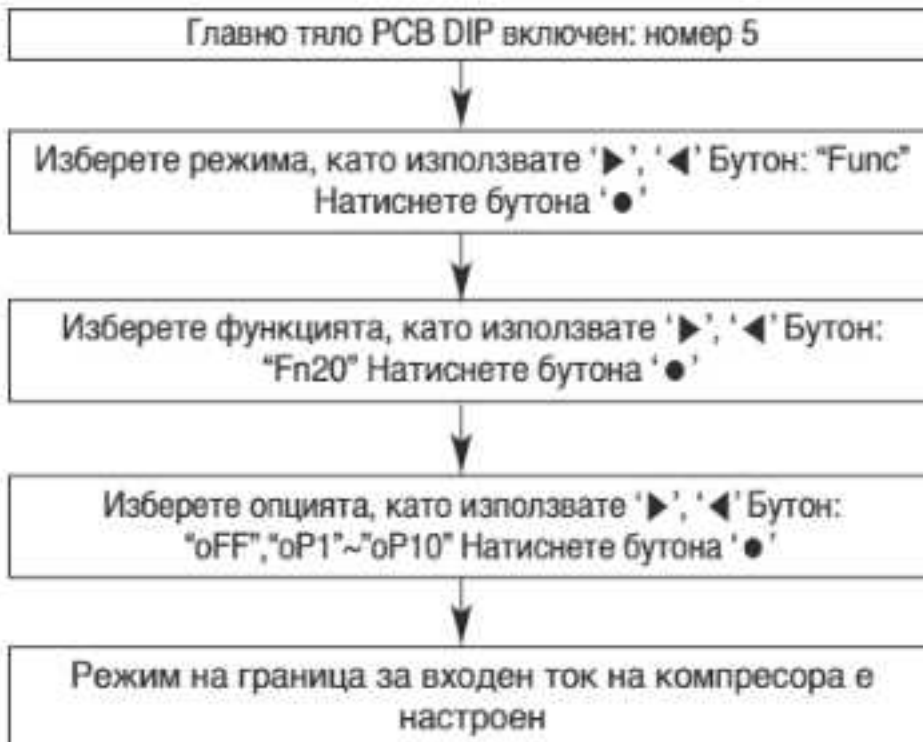 Главно тяло PCB DIP включен: номер 5
Изберете режима, като използвате ‘▶’, ‘◀’ Бутон: “Func”
Натиснете бутона ‘●’
Изберете функцията, като използвате ‘▶’, ‘◀’ Бутон:
“Fn20” Натиснете бутона ‘●’
Изберете опцията, като използвате ‘▶’, ‘◀’ Бутон:
“oFF”,“oP1”~”oP10” Натиснете бутона ‘●’
Режим на граница за входен ток на компресора е
настроен